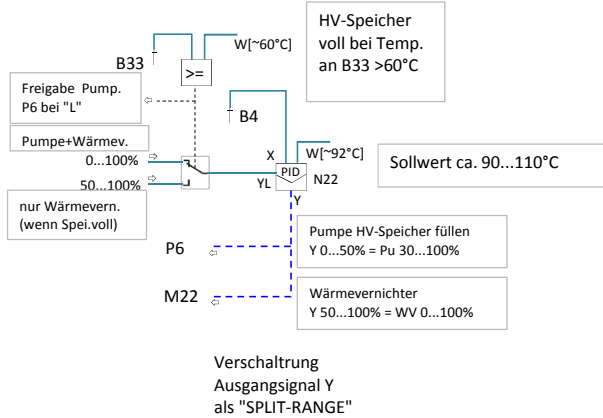 HV-Speicher
voll bei Temp.
an B33 >60°C
W[~60°C]
B33
>=
Freigabe Pump.
P6 bei "L"
B4
Pumpe+Wärmev.
0...100%
50...100%
nur Wärmevern.
(wenn Spei.voll)
X
W[~92°C]
PID
YL
N22
Y
Sollwert ca. 90...110°C
P6
Pumpe HV-Speicher füllen
Y 0...50% = Pu 30...100%
M22
Wärmevernichter
Y 50...100% = WV 0...100%
Verschaltrung
Ausgangsignal Y
als "SPLIT-RANGE"